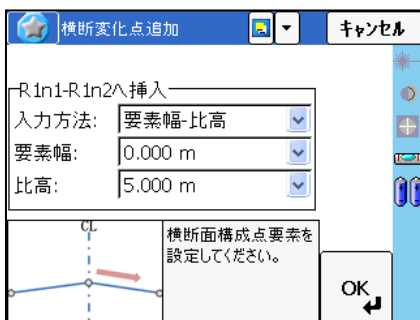 横断変化点追加
キャンセル
R1n1-R1n2へ挿入
入力方法: 要素幅-比高
要素幅: 0.000 m
比高: 5.000 m
CL
横断面構成点要素を
設定してください。
OK